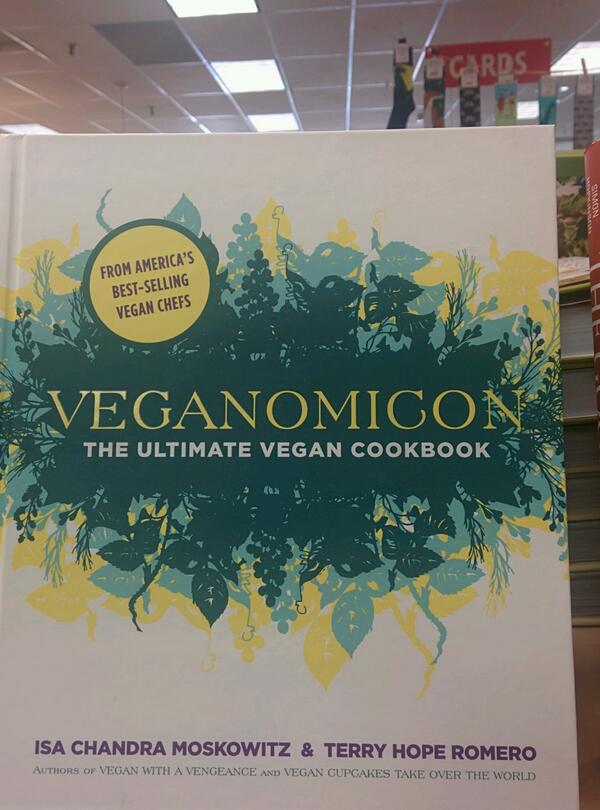 CARDS
FROM AMERICA'S
BEST-SELLING
VEGAN CHEFS
VEGANOMICON
THE ULTIMATE VEGAN COOKBOOK
ISA CHANDRA MOSKOWITZ & TERRY HOPE ROMERO
AUTHORS OF VEGAN WITH A VENGEANCE AND VEGAN CUPCAKES TAKE OVER THE WORLD
SIMON